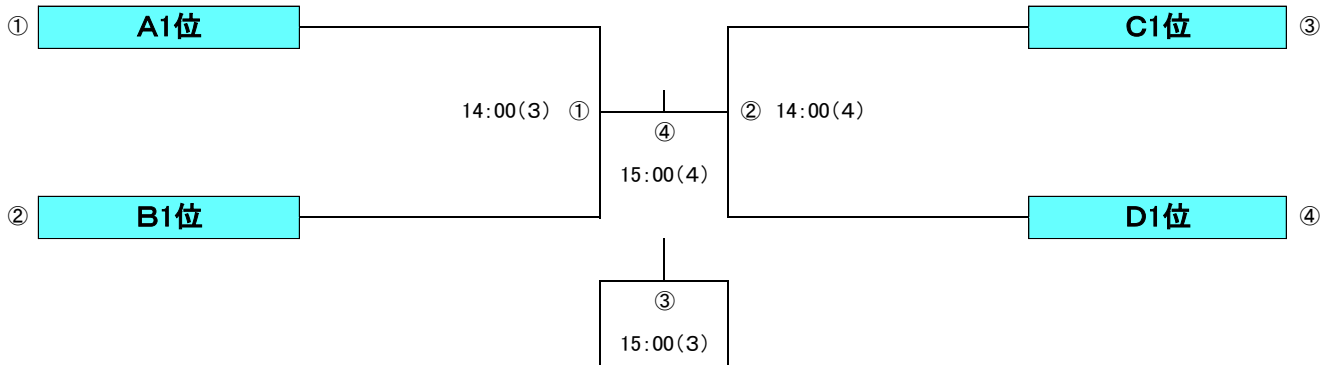 ① A1位 C1位 ③
14:00(3) ① ② 14:00(4)
④
15:00(4)
② B1位 D1位 ④
③
15:00(3)